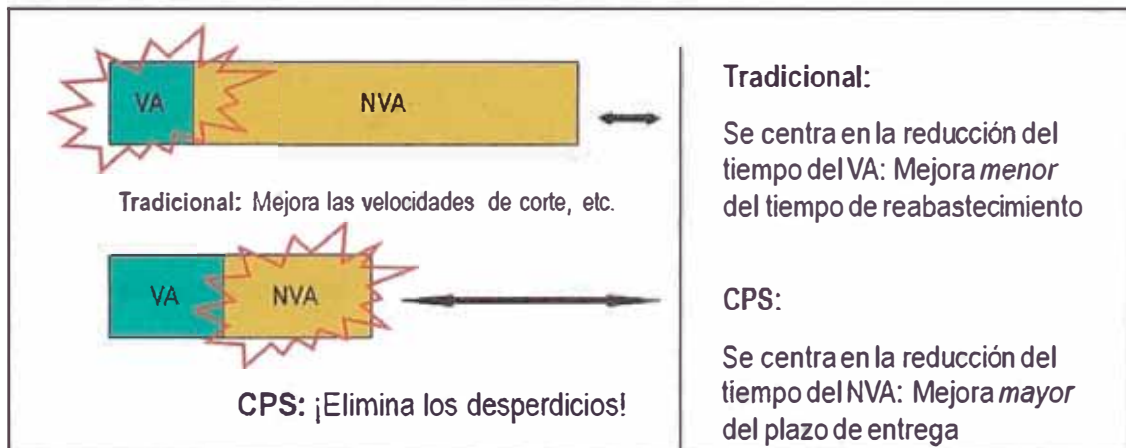 VA
NVA
Tradicional: Mejora las velocidades de corte, etc.
VA
NVA
CPS: ¡Elimina los desperdicios!
Tradicional:
Se centra en la reducción del
tiempo del VA: Mejora menor
del tiempo de reabastecimiento
CPS:
Se centra en la reducción del
tiempo del NVA: Mejora mayor
del plazo de entrega